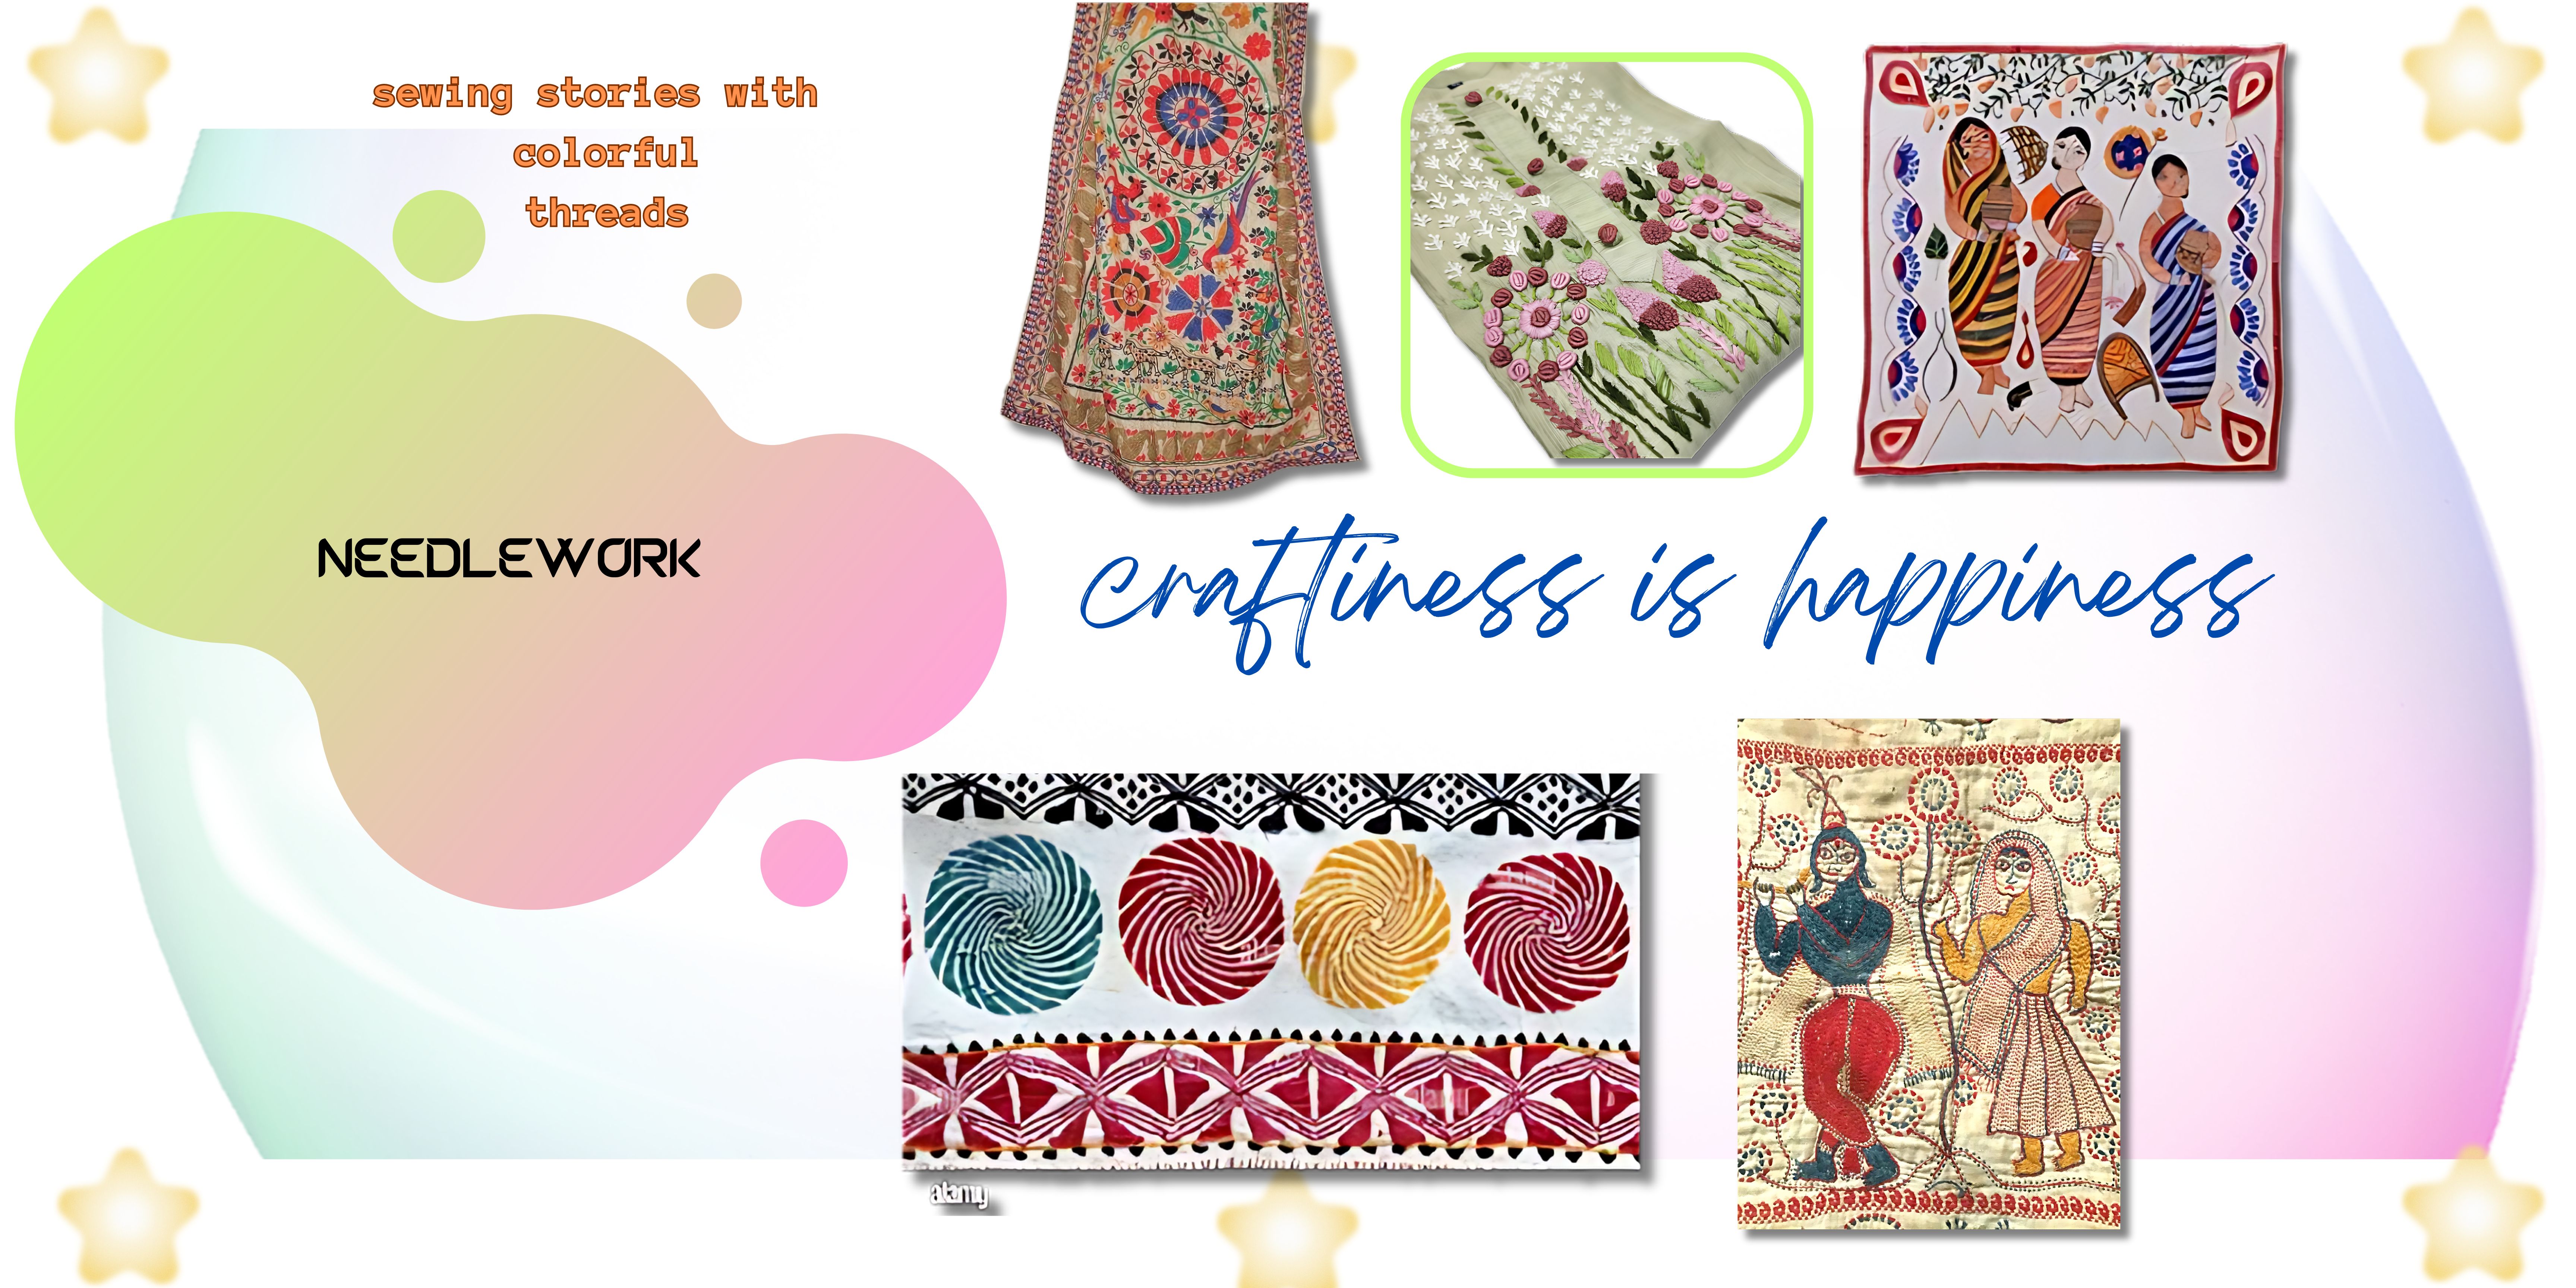 sewing stories with
colorful
threads
NEEDLEWORK
craftiness is happiness
alamy